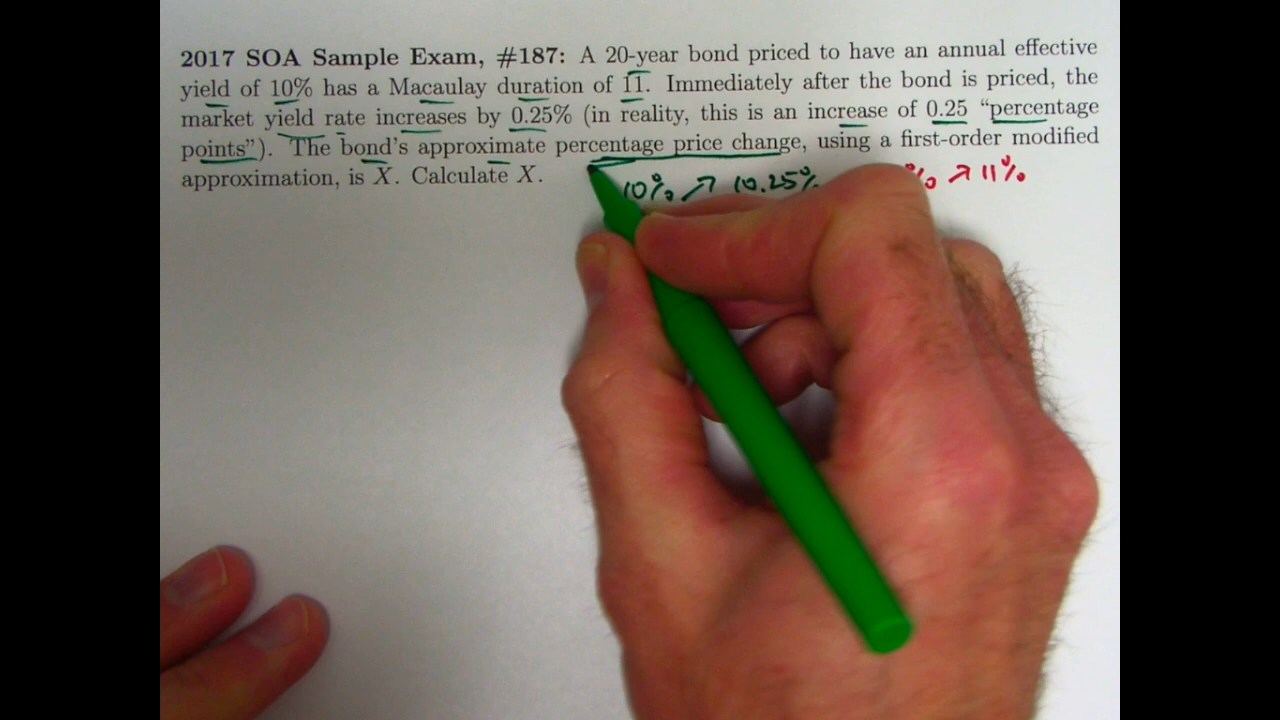 2017 SOA Sample Exam, #187: A 20-year bond priced to have an annual effective
yield of 10% has a Macaulay duration of 11. Immediately after the bond is priced, the
market yield rate increases by 0.25% (in reality, this is an increase of 0.25 “percentage
points”). The bond’s approximate percentage price change, using a first-order modified
approximation, is X. Calculate X.
10% ↗ 10.25% % ↗ 11%